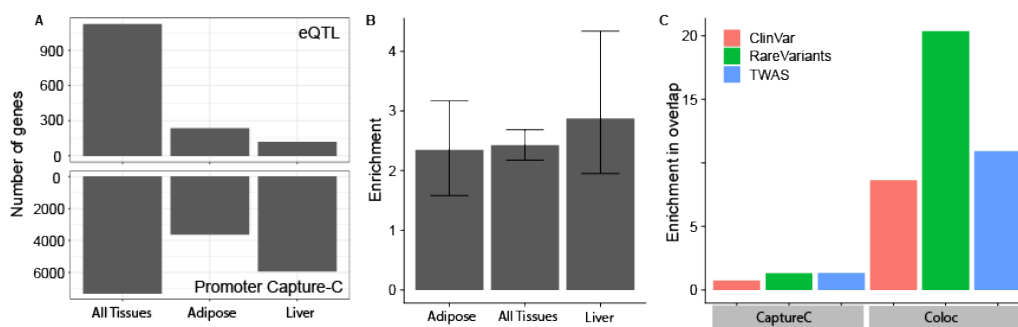 A
Number of genes
900
600
300
0
eQTL
0
2000
4000
6000
Promoter Capture-C
All Tissues Adipose Liver
B
Enrichment
4
3
2
1
0
Adipose All Tissues Liver
C
Enrichment in overlap
20
15
10
5
0
ClinVar
RareVariants
TWAS
CaptureC Coloc